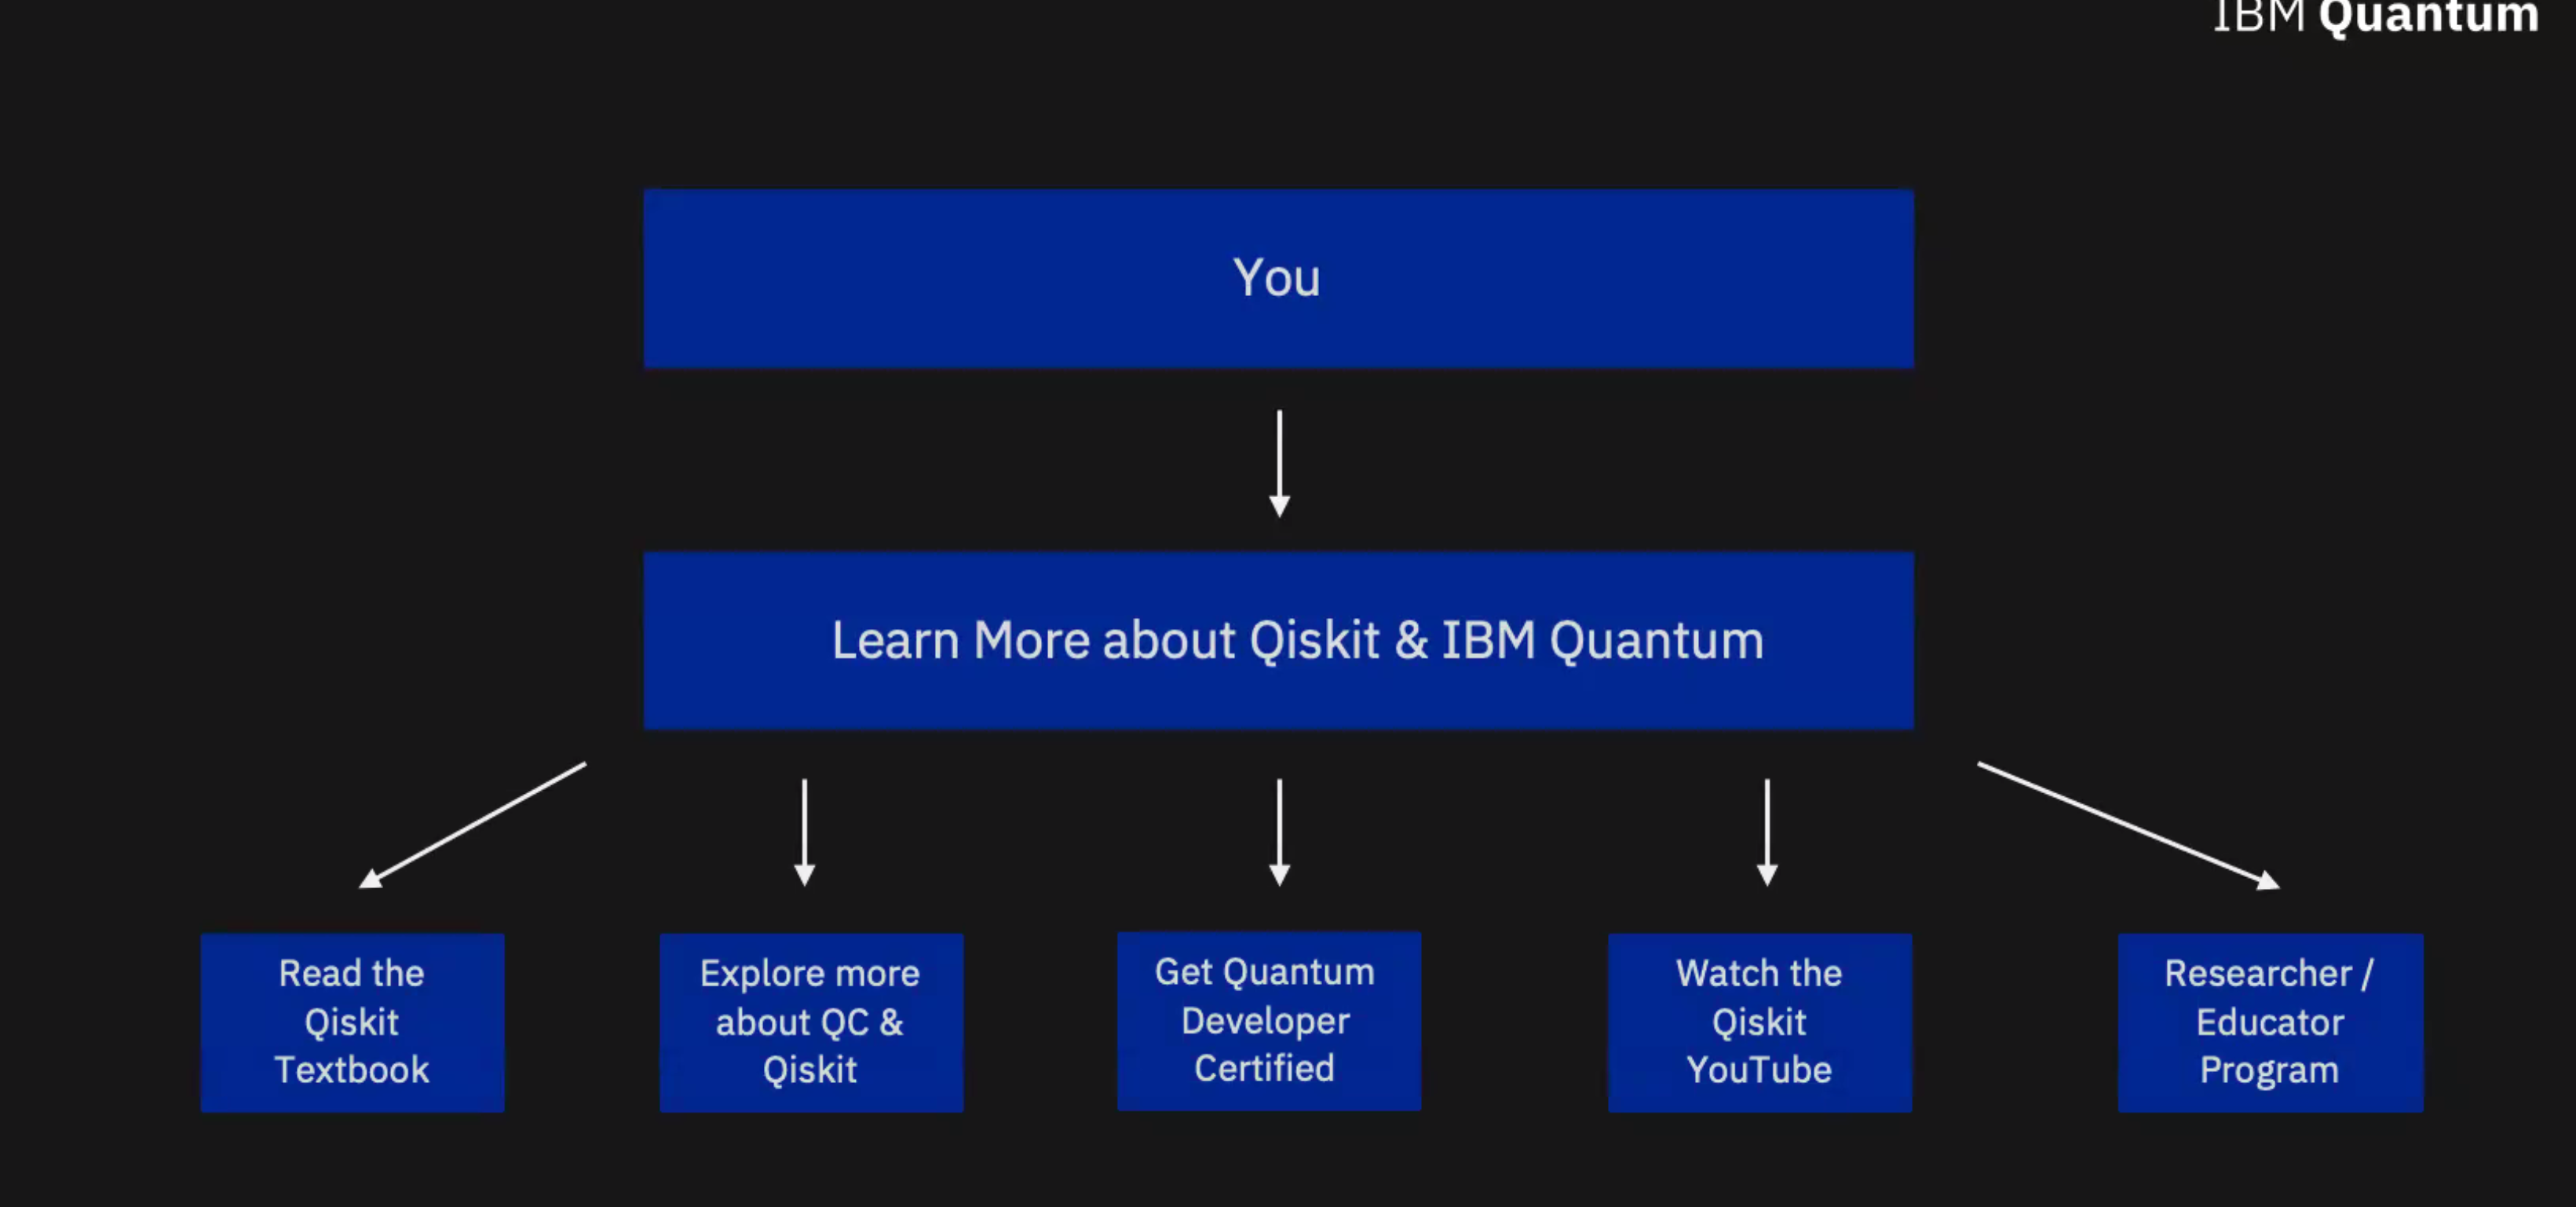 IBM Quantum
You
Learn More about Qiskit & IBM Quantum
Read the
Qiskit
Textbook
Explore more
about QC &
Qiskit
Get Quantum
Developer
Certified
Watch the
Qiskit
YouTube
Researcher /
Educator
Program